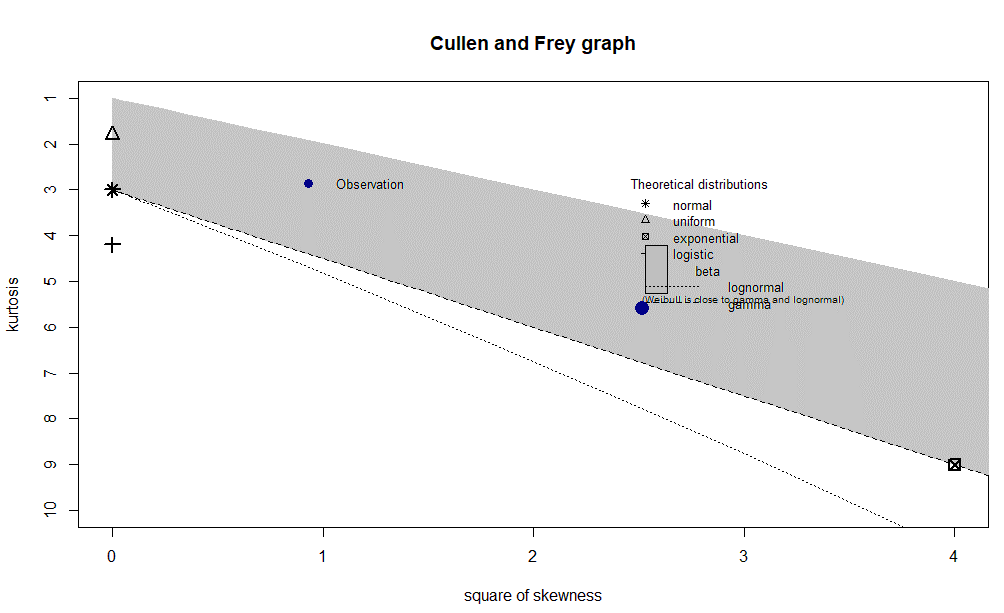 Cullen and Frey graph
kurtosis
1
2
3
4
5
6
7
8
9
10
Observation
Theoretical distributions
normal
uniform
exponential
logistic
beta
lognormal
(Weibull is close to gamma and lognormal)
gamma
0
1
2
3
4
square of skewness